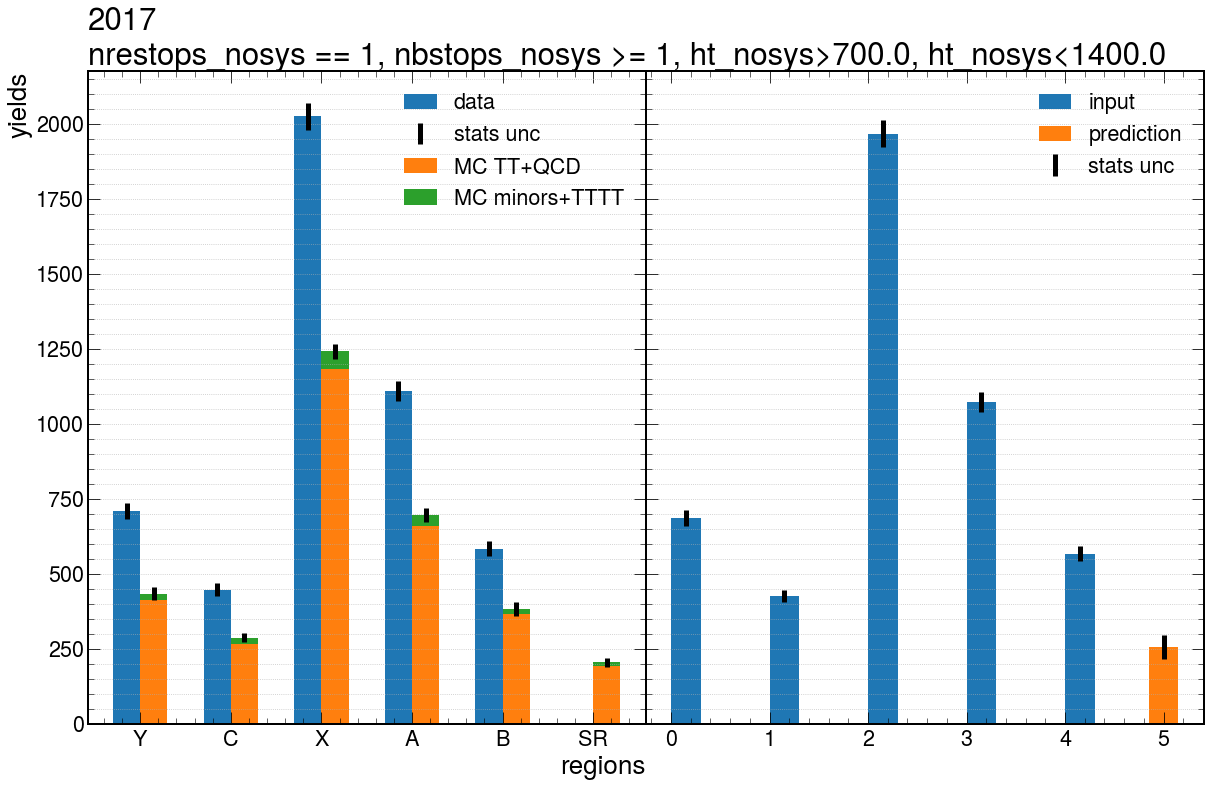 2017
nrestops_nosys == 1, nbstops_nosys >= 1, ht_nosys>700.0, ht_nosys<1400.0
yields
2000
1750
1500
1250
1000
750
500
250
0
data
stats unc
MC TT+QCD
MC minors+TTTT
input
prediction
stats unc
Y C X A B SR
0 1 2 3 4 5
regions